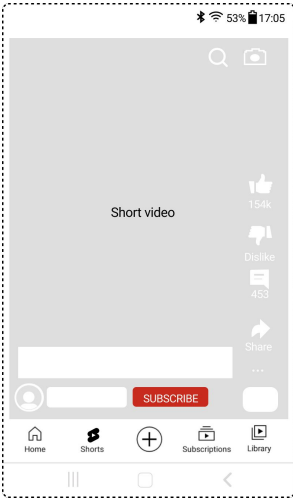 53% 17:05
Short video
154k
Dislike
453
Share
...
SUBSCRIBE
Home Shorts Subscriptions Library